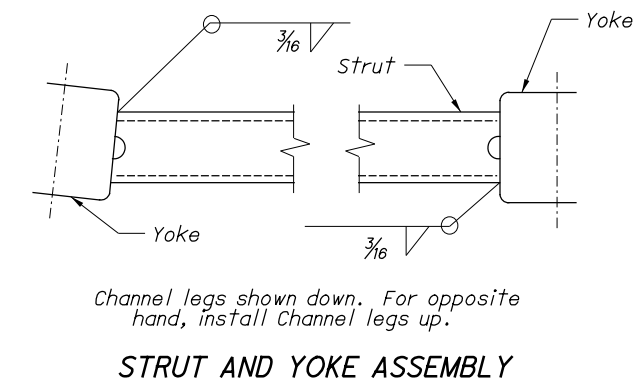 3/16
Yoke
Strut
Yoke
3/16
Channel legs shown down. For opposite
hand, install Channel legs up.
STRUT AND YOKE ASSEMBLY